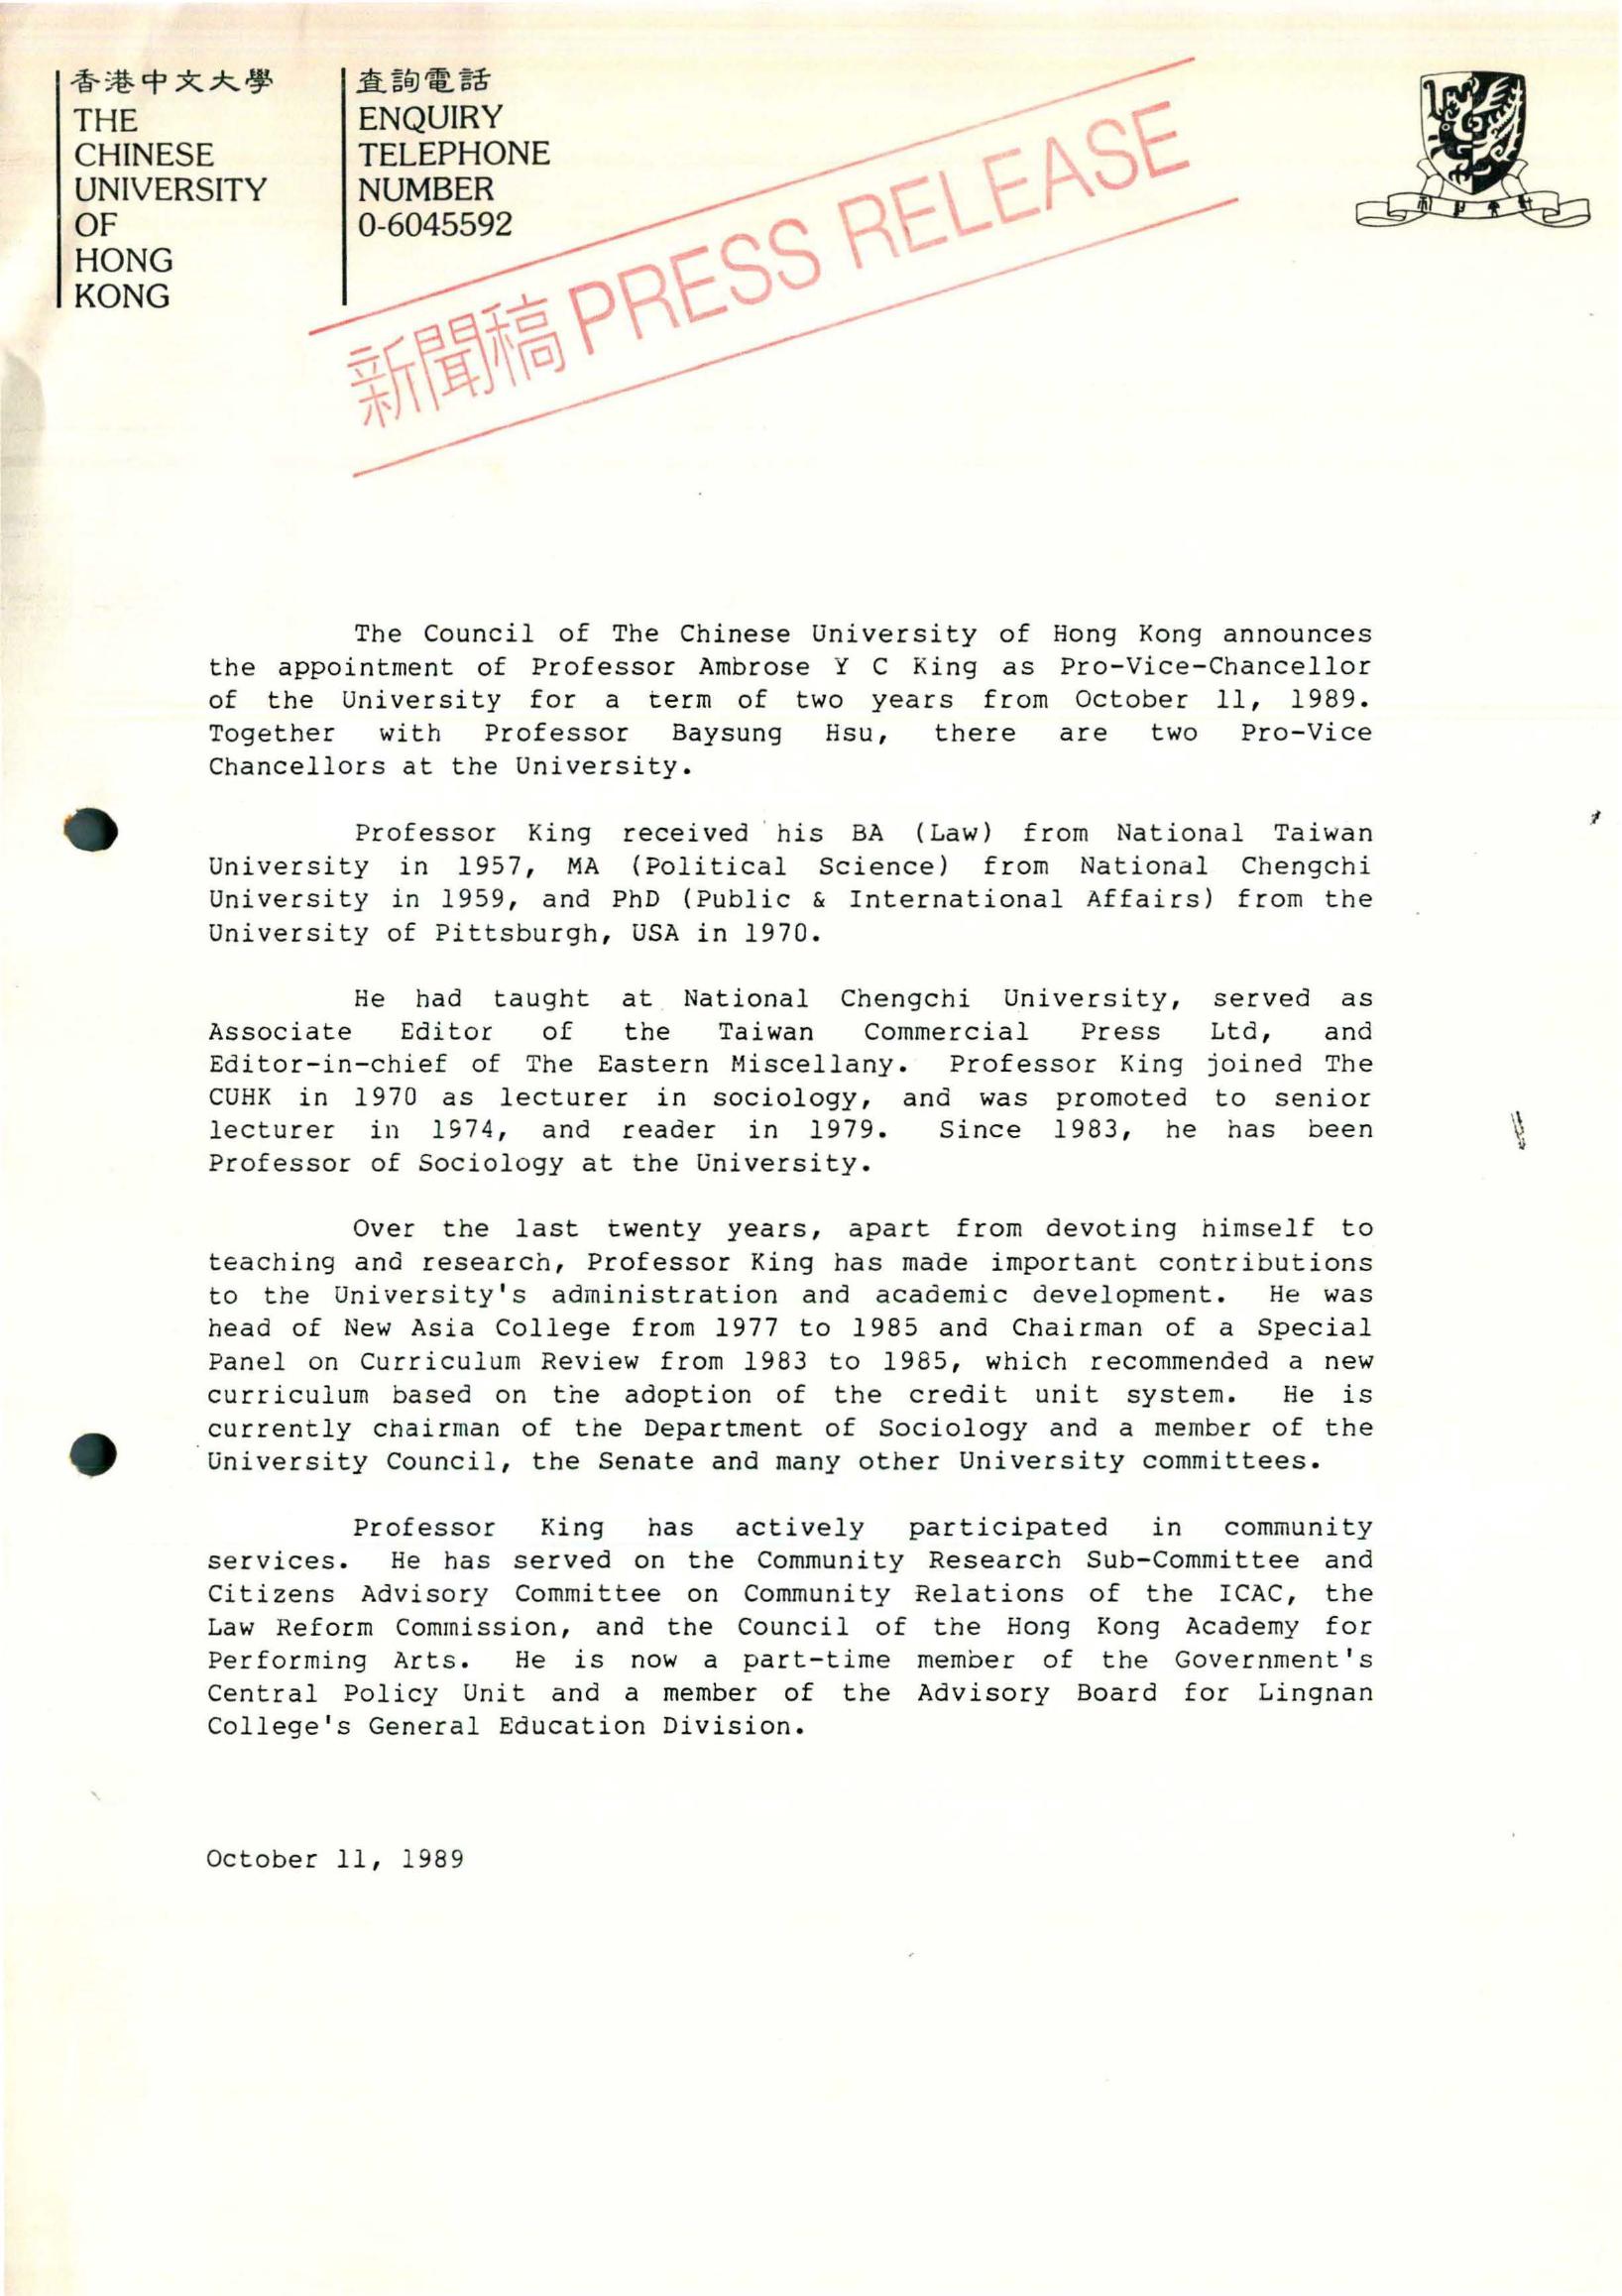 香港中文大學
THE
CHINESE
UNIVERSITY
OF
HONG
KONG
查詢電話
ENQUIRY
TELEPHONE
NUMBER
0-6045592
新聞稿 PRESS RELEASE
The Council of The Chinese University of Hong Kong announces
the appointment of Professor Ambrose Y C King as Pro-Vice-Chancellor
of the University for a term of two years from October 11, 1989.
Together with Professor Baysung Hsu, there are two Pro-Vice
Chancellors at the University.
Professor King received his BA (Law) from National Taiwan
University in 1957, MA (Political Science) from National Chengchi
University in 1959, and PhD (Public & International Affairs) from the
University of Pittsburgh, USA in 1970.
He had taught at National Chengchi University, served as
Associate Editor of the Taiwan Commercial Press Ltd, and
Editor-in-chief of The Eastern Miscellany. Professor King joined The
CUHK in 1970 as lecturer in sociology, and was promoted to senior
lecturer in 1974, and reader in 1979. Since 1983, he has been
Professor of Sociology at the University.
Over the last twenty years, apart from devoting himself to
teaching and research, Professor King has made important contributions
to the University's administration and academic development. He was
head of New Asia College from 1977 to 1985 and Chairman of a Special
Panel on Curriculum Review from 1983 to 1985, which recommended a new
curriculum based on the adoption of the credit unit system. He is
currently chairman of the Department of Sociology and a member of the
University Council, the Senate and many other University committees.
Professor King has actively participated in community
services. He has served on the Community Research Sub-Committee and
Citizens Advisory Committee on Community Relations of the ICAC, the
Law Reform Commission, and the Council of the Hong Kong Academy for
Performing Arts. He is now a part-time member of the Government's
Central Policy Unit and a member of the Advisory Board for Lingnan
College's General Education Division.
October 11, 1989